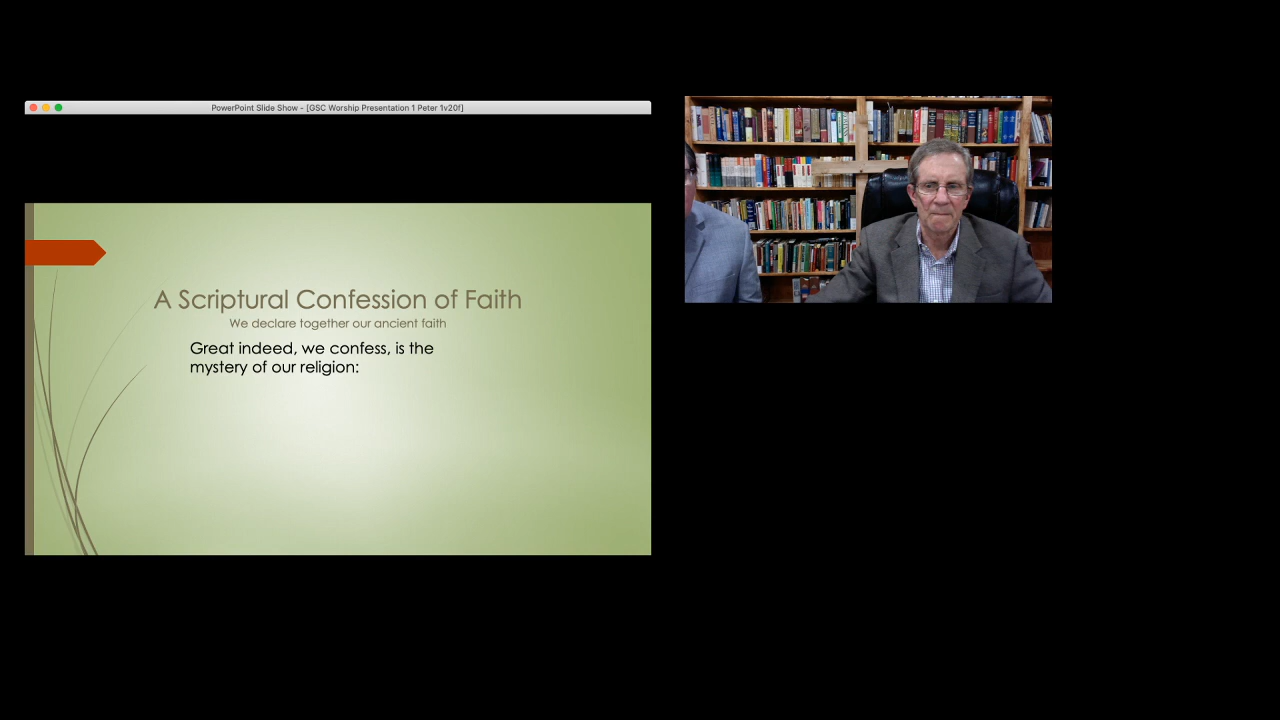 PowerPoint Slide Show - [GSC Worship Presentation 1 Peter 1v20f]
A Scriptural Confession of Faith
We declare together our ancient faith
Great indeed, we confess, is the
mystery of our religion: